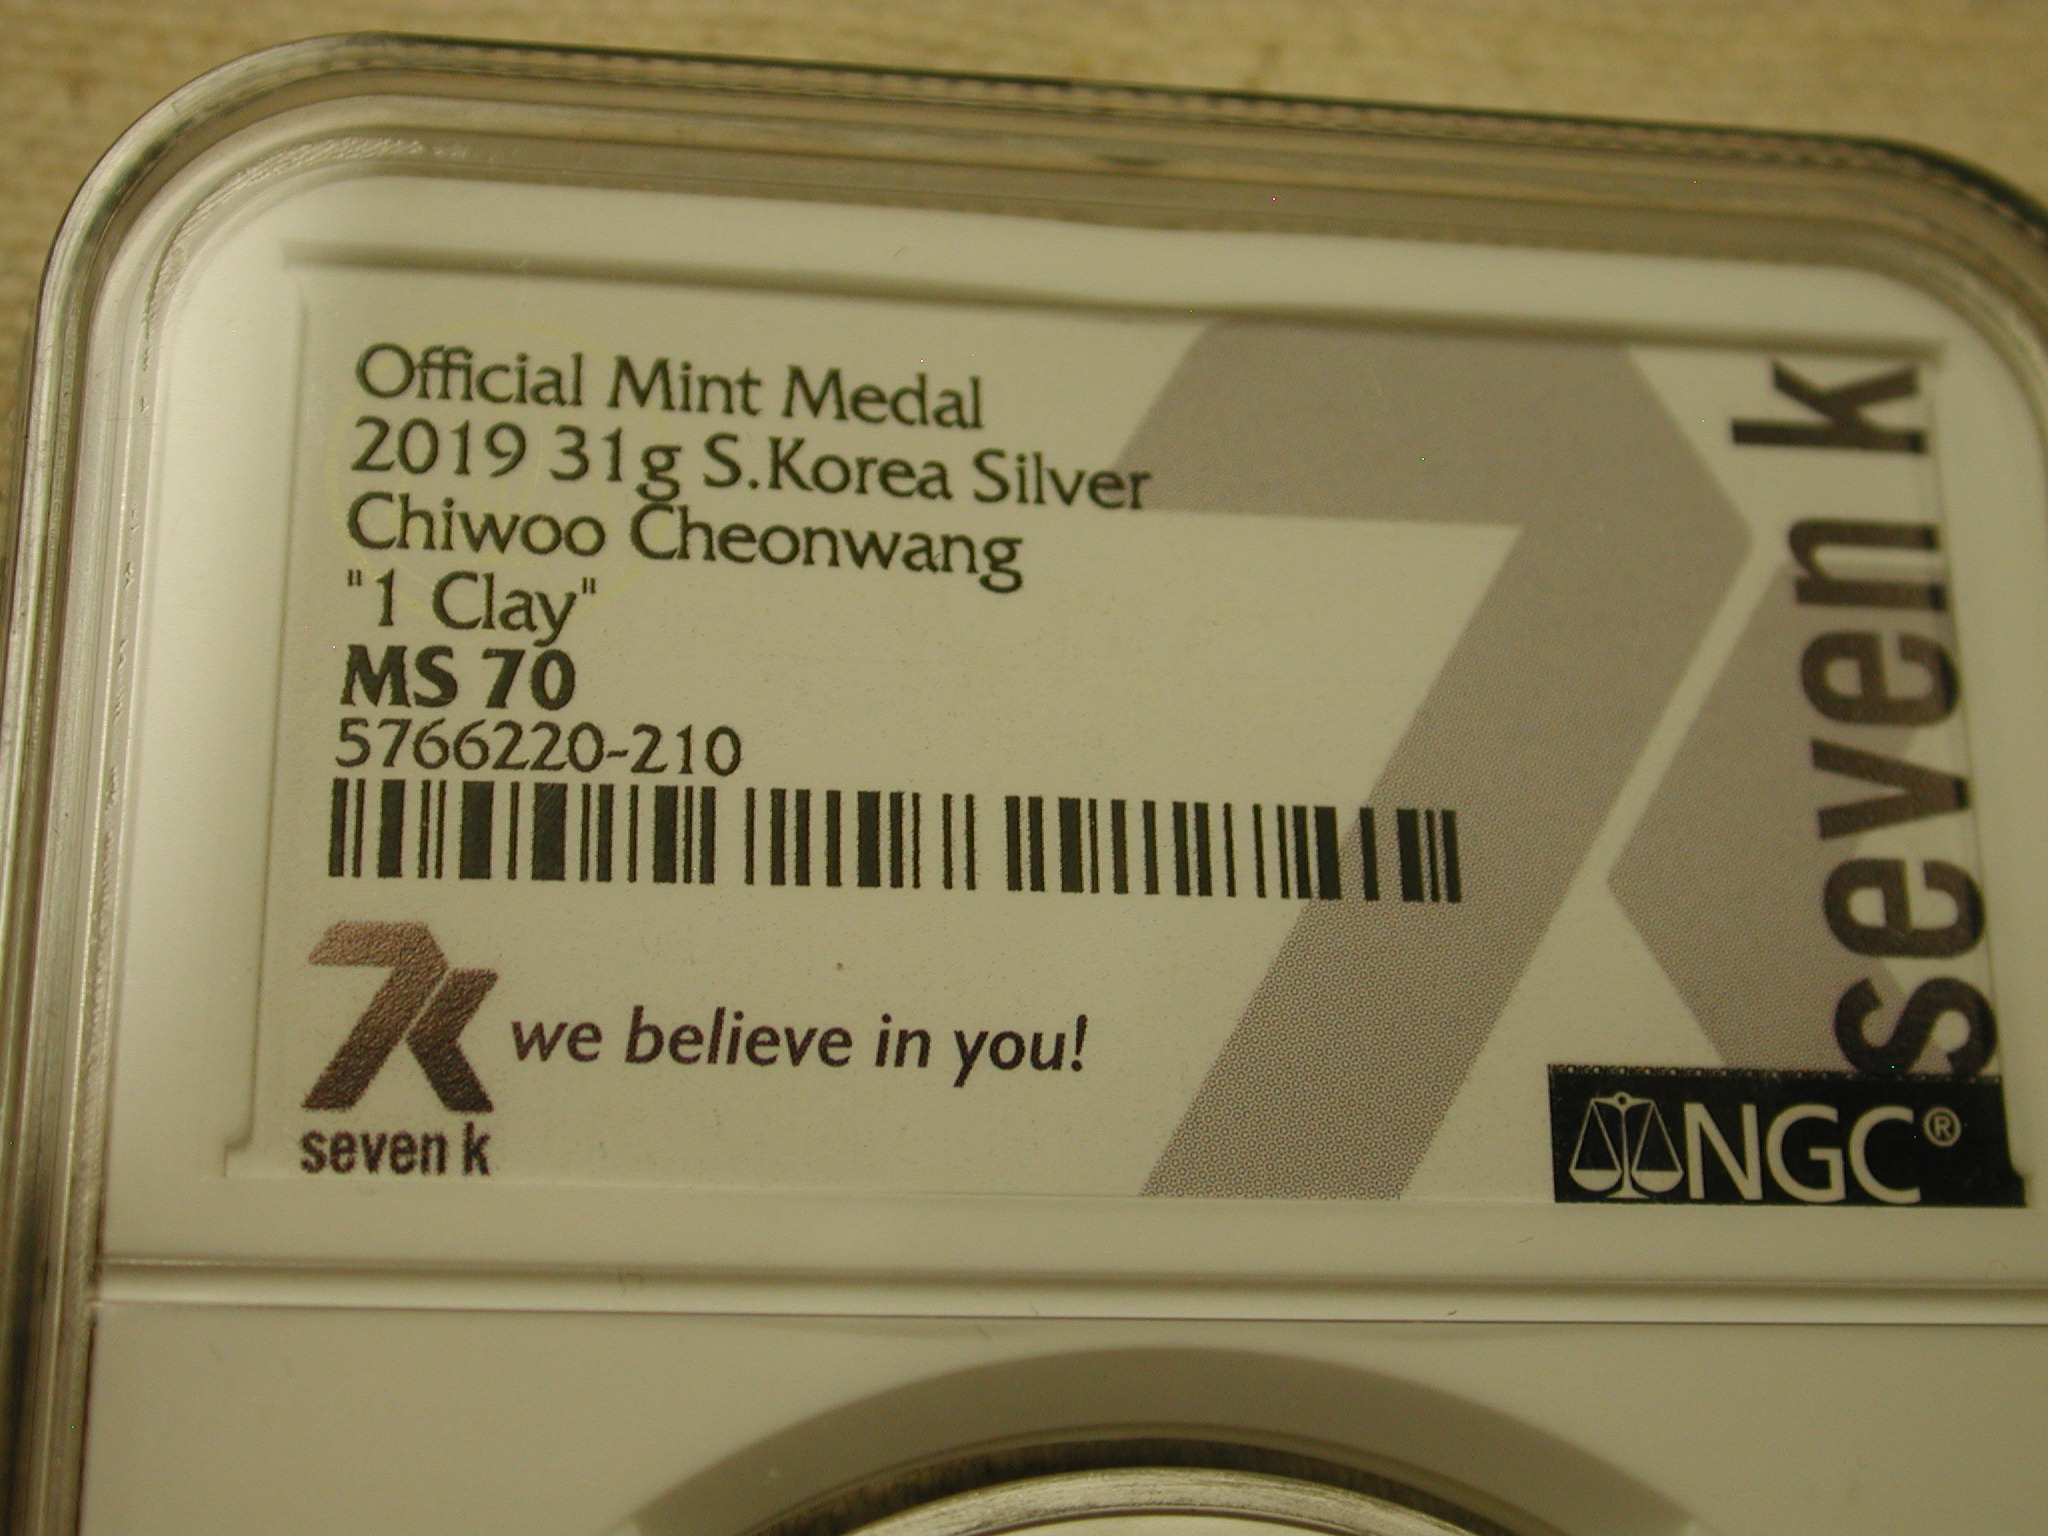 Official Mint Medal
2019 31g S.Korea Silver
Chiwoo Cheonwang
"1 Clay"
MS 70
5766220-210
7k
we believe in you!
seven k
seven k
NGC®